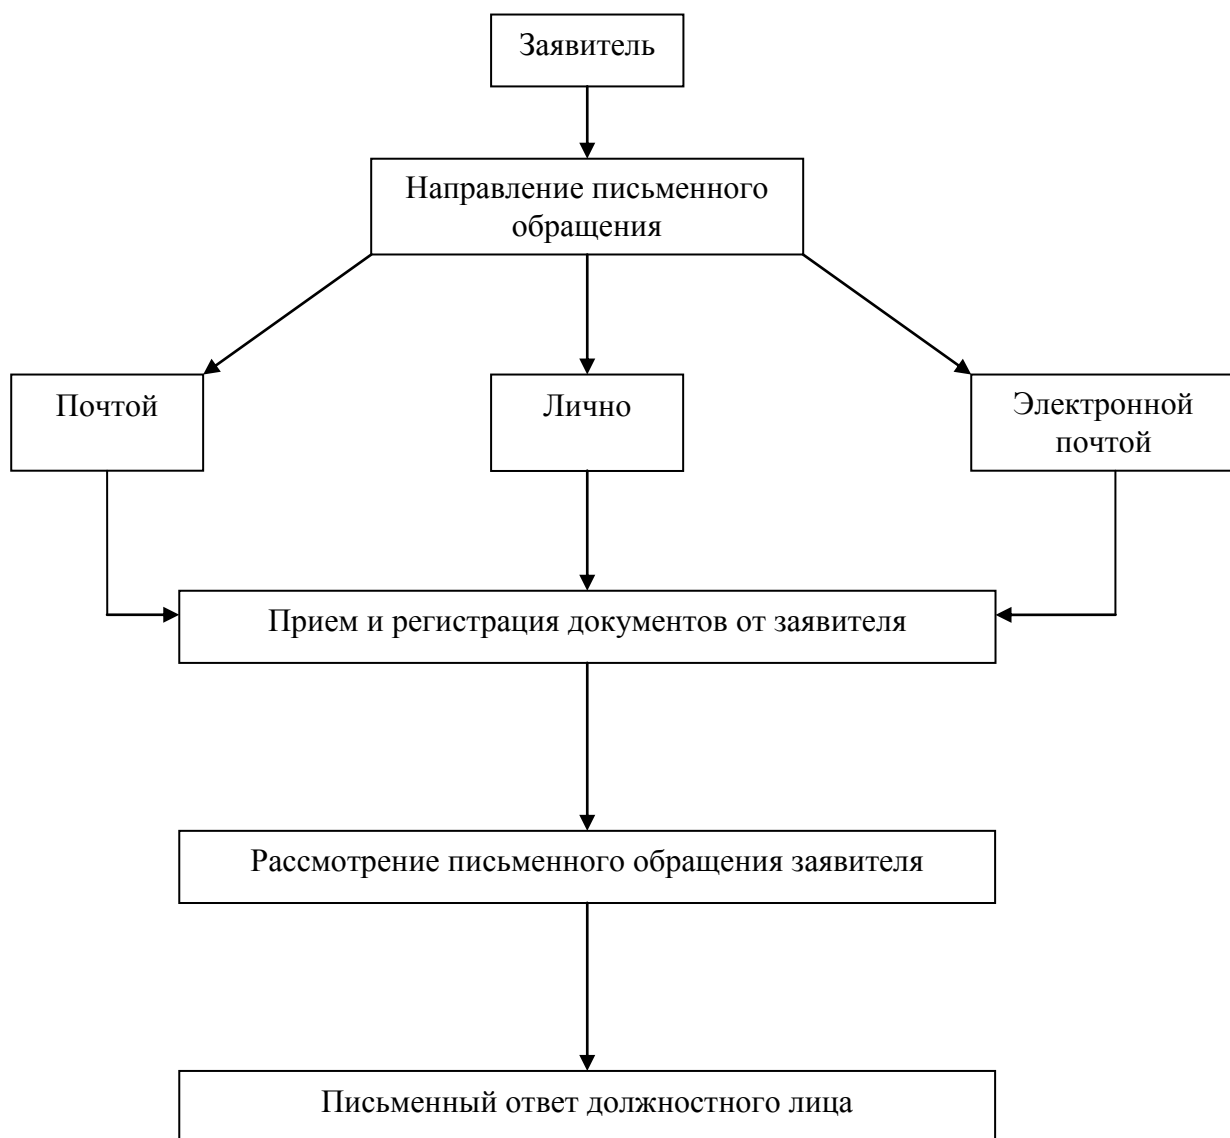 Заявитель
Направление письменного
обращения
Почтой
Лично
Электронной
почтой
Прием и регистрация документов от заявителя
Рассмотрение письменного обращения заявителя
Письменный ответ должностного лица